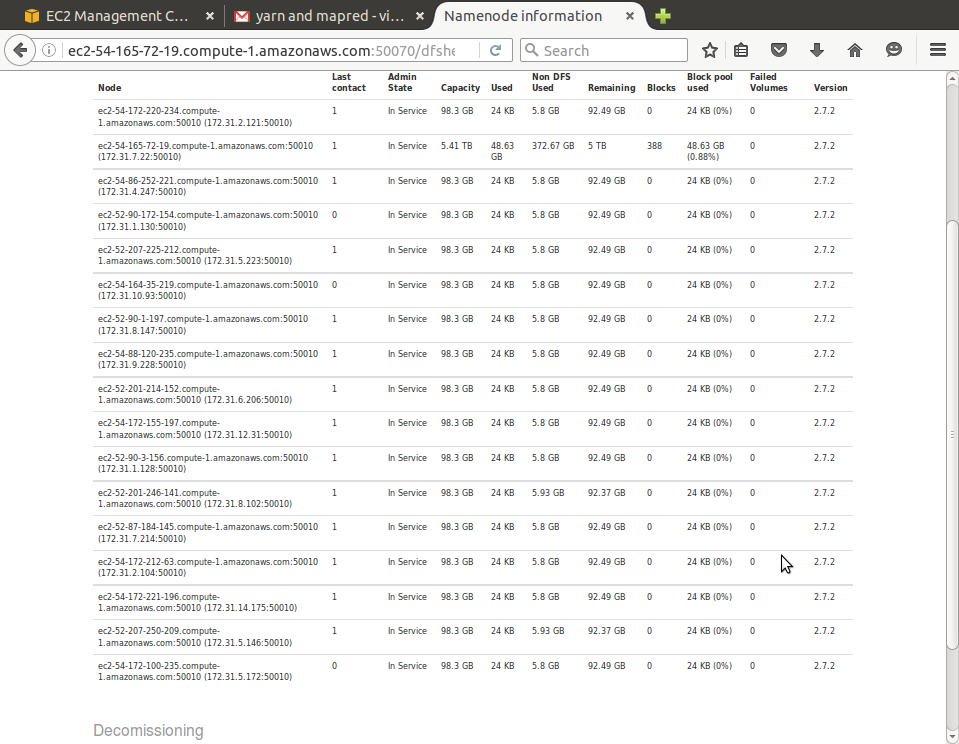 EC2 Management C... × yarn and mapred - vi... × Namenode information ×
ec2-54-165-72-19.compute-1.amazonaws.com:50070/dfshe Search
Node Last contact Admin State Capacity Used Non DFS Used Remaining Blocks Block pool used Failed Volumes Version
ec2-54-172-220-234.compute- 1 In Service 98.3 GB 24 KB 5.8 GB 92.49 GB 0 24 KB (0%) 0 2.7.2
1.amazonaws.com:50010 (172.31.2.121:50010)
ec2-54-165-72-19.compute-1.amazonaws.com:50010 1 In Service 5.41 TB 48.63 372.67 GB 5 TB 388 48.63 GB 0 2.7.2
(172.31.7.22:50010) GB (0.88%)
ec2-54-86-252-221.compute-1.amazonaws.com:50010 1 In Service 98.3 GB 24 KB 5.8 GB 92.49 GB 0 24 KB (0%) 0 2.7.2
(172.31.4.247:50010)
ec2-52-90-172-154.compute-1.amazonaws.com:50010 0 In Service 98.3 GB 24 KB 5.8 GB 92.49 GB 0 24 KB (0%) 0 2.7.2
(172.31.1.130:50010)
ec2-52-207-225-212.compute- 1 In Service 98.3 GB 24 KB 5.8 GB 92.49 GB 0 24 KB (0%) 0 2.7.2
1.amazonaws.com:50010 (172.31.5.223:50010)
ec2-54-164-35-219.compute-1.amazonaws.com:50010 0 In Service 98.3 GB 24 KB 5.8 GB 92.49 GB 0 24 KB (0%) 0 2.7.2
(172.31.10.93:50010)
ec2-52-90-1-197.compute-1.amazonaws.com:50010 1 In Service 98.3 GB 24 KB 5.8 GB 92.49 GB 0 24 KB (0%) 0 2.7.2
(172.31.8.147:50010)
ec2-54-88-120-235.compute-1.amazonaws.com:50010 1 In Service 98.3 GB 24 KB 5.8 GB 92.49 GB 0 24 KB (0%) 0 2.7.2
(172.31.9.228:50010)
ec2-52-201-214-152.compute- 1 In Service 98.3 GB 24 KB 5.8 GB 92.49 GB 0 24 KB (0%) 0 2.7.2
1.amazonaws.com:50010 (172.31.6.206:50010)
ec2-54-172-155-197.compute- 1 In Service 98.3 GB 24 KB 5.8 GB 92.49 GB 0 24 KB (0%) 0 2.7.2
1.amazonaws.com:50010 (172.31.12.31:50010)
ec2-52-90-3-156.compute-1.amazonaws.com:50010 1 In Service 98.3 GB 24 KB 5.8 GB 92.49 GB 0 24 KB (0%) 0 2.7.2
(172.31.1.128:50010)
ec2-52-201-246-141.compute- 1 In Service 98.3 GB 24 KB 5.93 GB 92.37 GB 0 24 KB (0%) 0 2.7.2
1.amazonaws.com:50010 (172.31.8.102:50010)
ec2-52-87-184-145.compute-1.amazonaws.com:50010 1 In Service 98.3 GB 24 KB 5.8 GB 92.49 GB 0 24 KB (0%) 0 2.7.2
(172.31.7.214:50010)
ec2-54-172-212-63.compute-1.amazonaws.com:50010 1 In Service 98.3 GB 24 KB 5.8 GB 92.49 GB 0 24 KB (0%) 0 2.7.2
(172.31.2.104:50010)
ec2-54-172-221-196.compute- 1 In Service 98.3 GB 24 KB 5.8 GB 92.49 GB 0 24 KB (0%) 0 2.7.2
1.amazonaws.com:50010 (172.31.14.175:50010)
ec2-52-207-250-209.compute- 1 In Service 98.3 GB 24 KB 5.93 GB 92.37 GB 0 24 KB (0%) 0 2.7.2
1.amazonaws.com:50010 (172.31.5.146:50010)
ec2-54-172-100-235.compute- 0 In Service 98.3 GB 24 KB 5.8 GB 92.49 GB 0 24 KB (0%) 0 2.7.2
1.amazonaws.com:50010 (172.31.5.172:50010)
Decomissioning